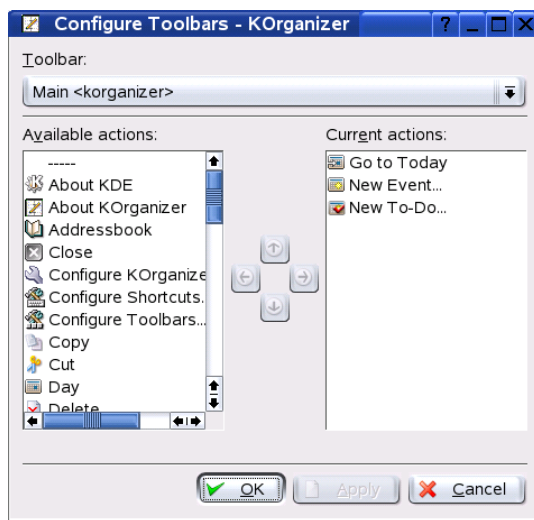 Configure Toolbars - KOrganizer
Toolbar:
Main <korganizer>
Available actions:
-----
About KDE
About KOrganizer
Addressbook
Close
Configure KOrganize
Configure Shortcuts.
Configure Toolbars...
Copy
Cut
Day
Delete
Current actions:
Go to Today
New Event...
New To-Do...
OK
Apply
Cancel